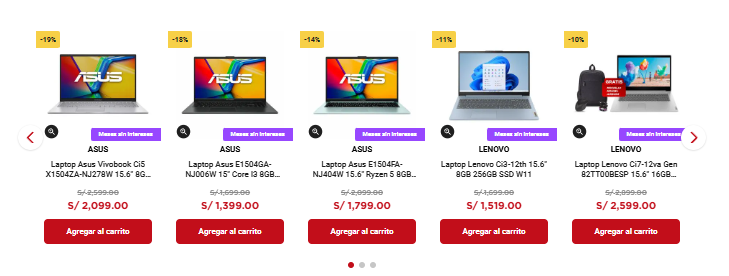 -19%
-18%
-14%
-11%
-10%
ASUS
ASUS
ASUS
GRATIS
Meses sin intereses
Meses sin intereses
Meses sin intereses
Meses sin intereses
ASUS
Laptop Asus Vivobook Ci5
X1504ZA-NJ278W 15.6" 8G...
S/ 2,599.00
S/ 2,099.00
Agregar al carrito
ASUS
Laptop Asus E1504GA-
NJ006W 15" Core I3 8GB...
S/ 1,699.00
S/ 1,399.00
Agregar al carrito
ASUS
Laptop Asus E1504FA-
NJ404W 15.6" Ryzen 5 8GB...
S/ 2,099.00
S/ 1,799.00
Agregar al carrito
LENOVO
Laptop Lenovo Ci3-12th 15.6"
8GB 256GB SSD W11
S/ 1,699.00
S/ 1,519.00
Agregar al carrito
LENOVO
Laptop Lenovo Ci7-12va Gen
82TT00BESP 15.6" 16GB...
S/ 2,899.00
S/ 2,599.00
Agregar al carrito